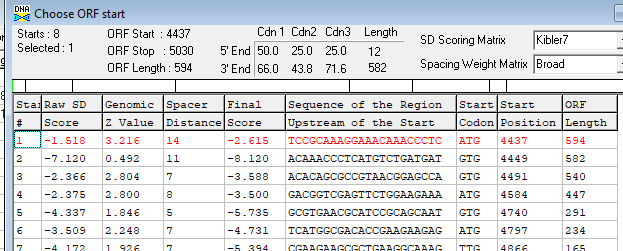 DNA Choose ORF start
Starts : 8 ORF Start : 4437 Cdn 1 Cdn2 Cdn3 Length SD Scoring Matrix Kibler7
Selected : 1 ORF Stop : 5030 5' End 50.0 25.0 25.0 12
ORF Length : 594 3' End 66.0 43.8 71.6 582 Spacing Weight Matrix Broad
Star Raw SD Genomic Spacer Final Sequence of the Region Start Start ORF
# Score Z Value Distance Score Upstream of the Start Codon Position Length
1 -1.518 3.216 14 -2.615 TCCGCAAAGGAAACAAACCCTC ATG 4437 594
2 -7.120 0.492 11 -8.120 ACAAACCCTCATGTCTGATGAT GTG 4449 582
3 -2.366 2.804 7 -3.588 ACACAGCGCCGTAACGGAGCCA GTG 4491 540
4 -2.375 2.800 8 -3.500 GACGGTCGAGTTCTGGAAGAAA ATG 4584 447
5 -4.337 1.846 5 -5.735 GCGTGAACGCATCCGCAGCAAT GTG 4740 291
6 -3.509 2.248 7 -4.731 TCATGGCGACACCGAAGAAGAG ATG 4797 234
7 -4.172 1.926 7 -5.394 CGAAGAAGCGCTGAAGGCAAAG TTG 4866 165